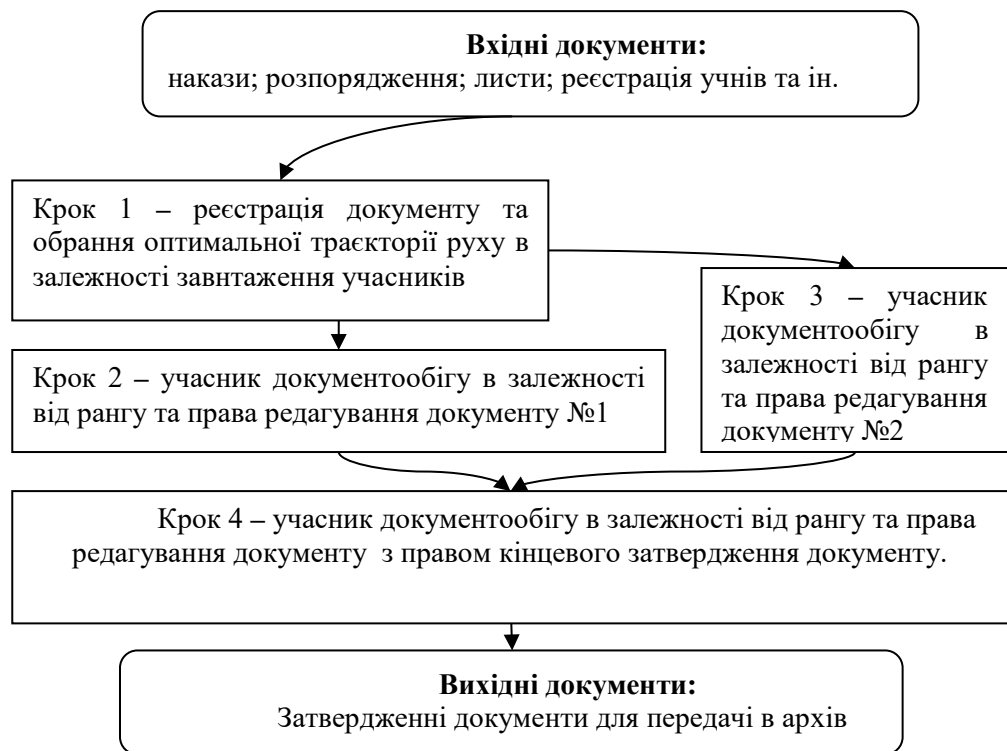 Вхідні документи:
накази; розпорядження; листи; реєстрація учнів та ін.
Крок 1 – реєстрація документу та
обрання оптимальної траєкторії руху в
залежності завнтаження учасників
Крок 3 – учасник
документообігу в
залежності від рангу
та права редагування
документу №2
Крок 2 – учасник документообігу в залежності
від рангу та права редагування документу №1
Крок 4 – учасник документообігу в залежності від рангу та права
редагування документу з правом кінцевого затвердження документу.
Вихідні документи:
Затвердженні документи для передачі в архів